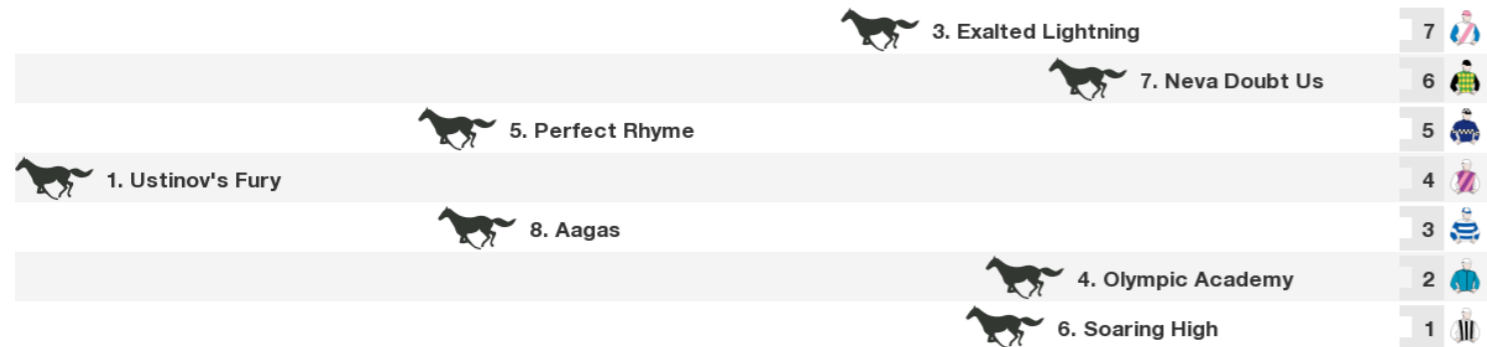 3. Exalted Lightning 7
7. Neva Doubt Us 6
5. Perfect Rhyme 5
1. Ustinov's Fury 4
8. Aagas 3
4. Olympic Academy 2
6. Soaring High 1